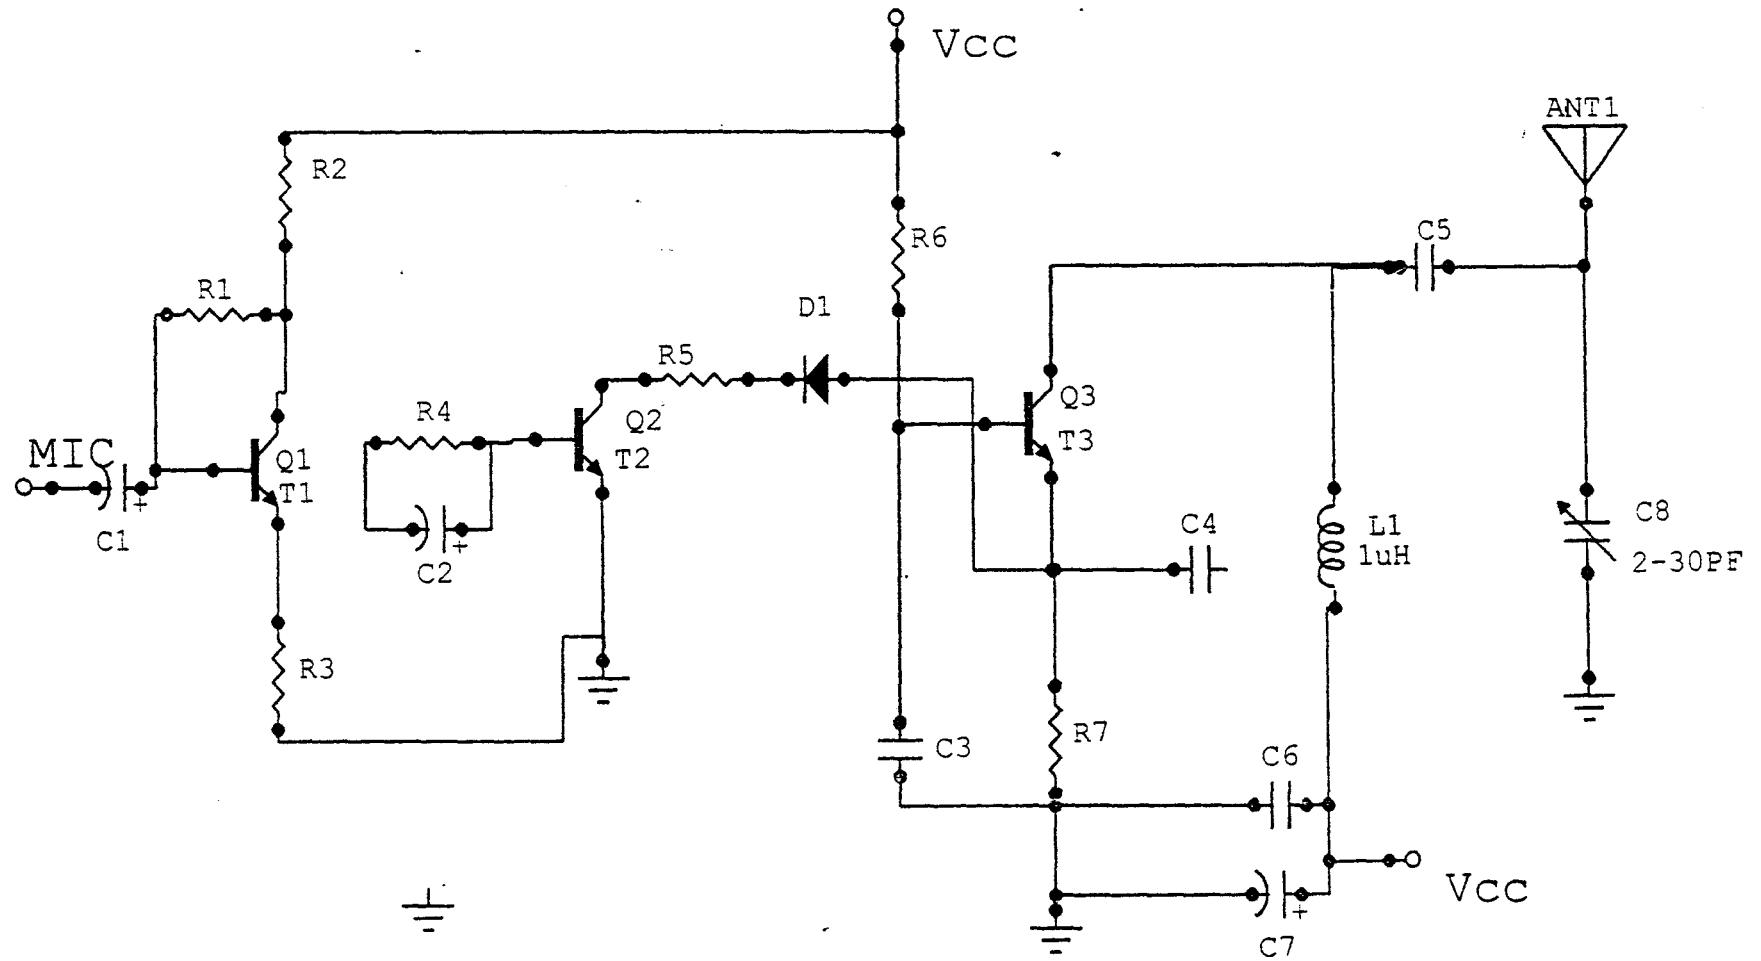 Vcc
ANT1
R2
C5
R6
R1
D1
R5
Q3
R4
Q2
T3
MIC
Q1
T2
T1
C4
L1
1uH
C8
2-30PF
C1
+
C2
+
R3
R7
C3
C6
Vcc
+
C7